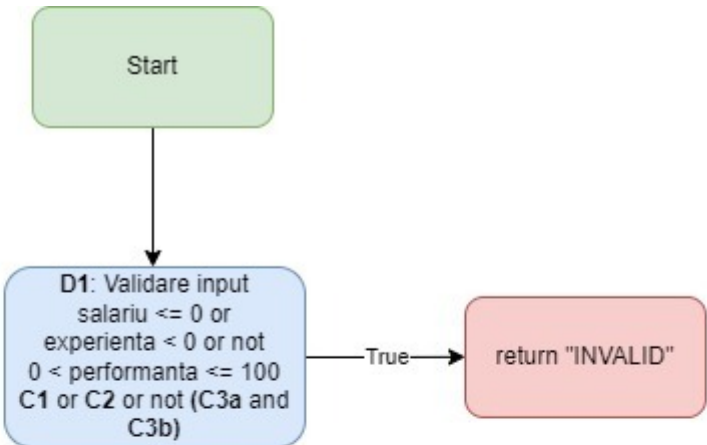 Start
D1: Validare input
salariu <= 0 or
experienta < 0 or not
0 < performanta <= 100
C1 or C2 or not (C3a and
C3b)
True
return "INVALID"